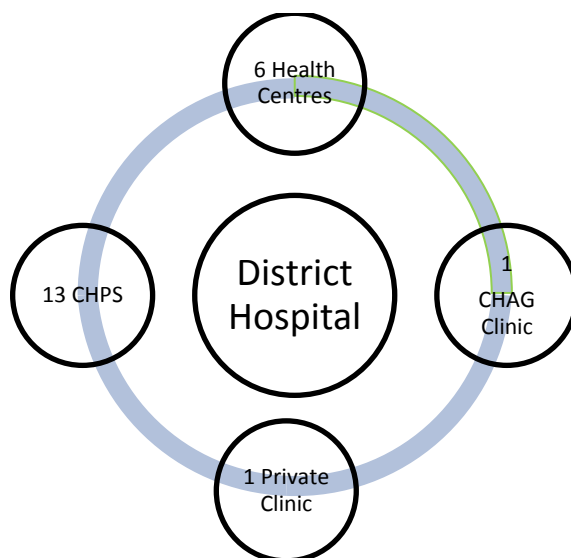 6 Health
Centres
District
Hospital
13 CHPS
1
CHAG
Clinic
1 Private
Clinic